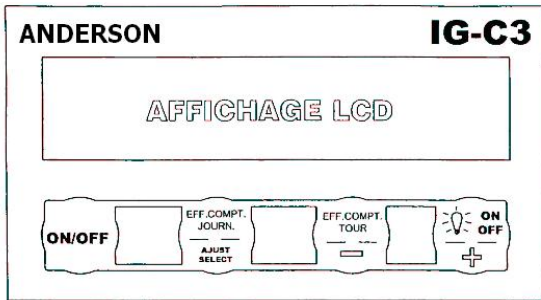 ANDERSON
IG-C3
AFFICHAGE LCD
ON/OFF
EFF.COMPT.
JOURN.
AJUST
SELECT
EFF.COMPT.
TOUR
ON
OFF